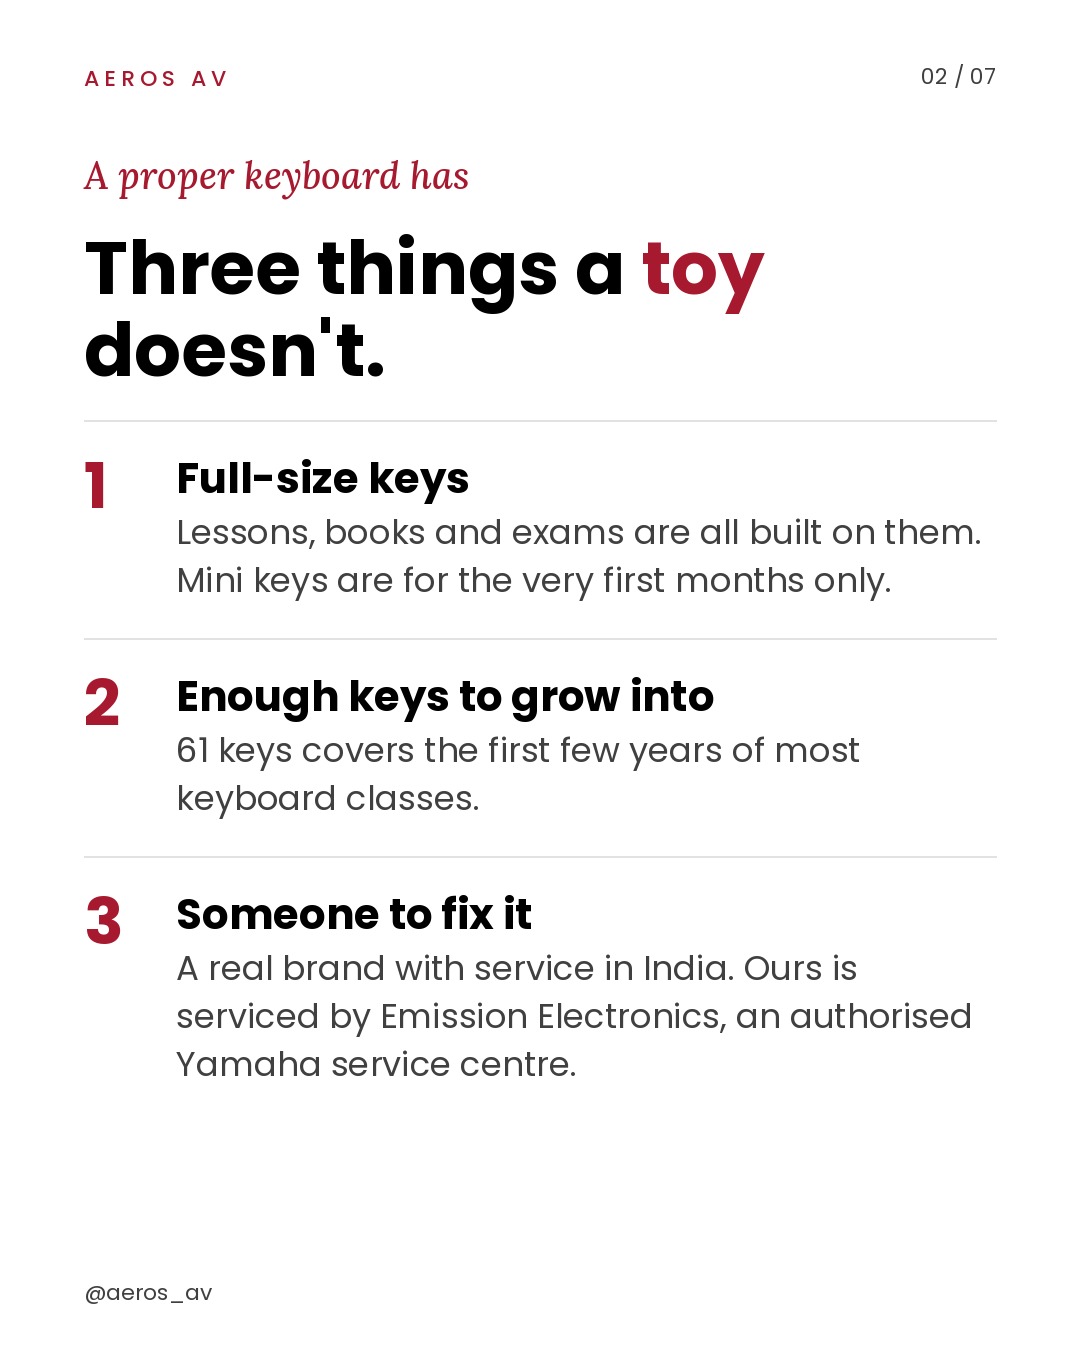 AEROS AV
02 / 07
A proper keyboard has
Three things a toy
doesn't.
1
Full-size keys
Lessons, books and exams are all built on them.
Mini keys are for the very first months only.
2
Enough keys to grow into
61 keys covers the first few years of most
keyboard classes.
3
Someone to fix it
A real brand with service in India. Ours is
serviced by Emission Electronics, an authorised
Yamaha service centre.
@aeros_av